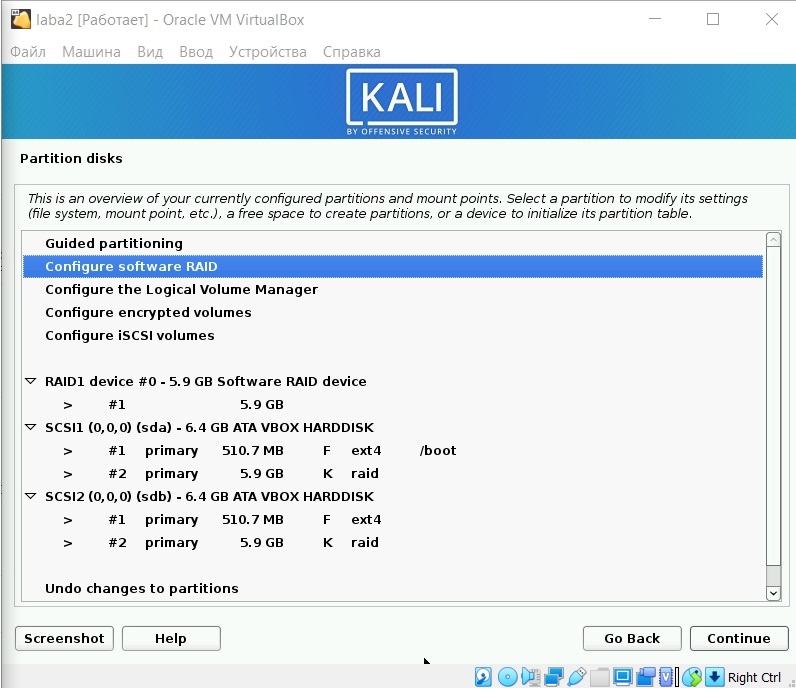 laba2 [Работает] - Oracle VM VirtualBox
Файл Машина Вид Ввод Устройства Справка
KALI
BY OFFENSIVE SECURITY
Partition disks
This is an overview of your currently configured partitions and mount points. Select a partition to modify its settings
(file system, mount point, etc.), a free space to create partitions, or a device to initialize its partition table.
Guided partitioning
Configure software RAID
Configure the Logical Volume Manager
Configure encrypted volumes
Configure iSCSI volumes
RAID1 device #0 - 5.9 GB Software RAID device
> #1 5.9 GB
SCSI1 (0,0,0) (sda) - 6.4 GB ATA VBOX HARDDISK
> #1 primary 510.7 MB F ext4 /boot
> #2 primary 5.9 GB K raid
SCSI2 (0,0,0) (sdb) - 6.4 GB ATA VBOX HARDDISK
> #1 primary 510.7 MB F ext4
> #2 primary 5.9 GB K raid
Undo changes to partitions
Screenshot Help Go Back Continue
Right Ctrl